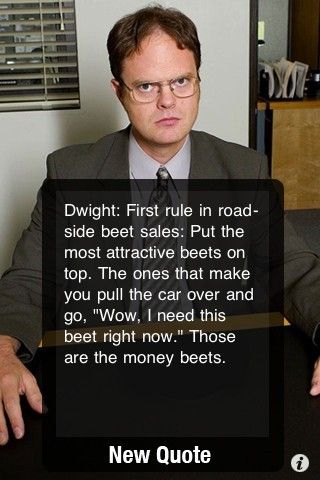 Dwight: First rule in road-
side beet sales: Put the
most attractive beets on
top. The ones that make
you pull the car over and
go, "Wow, I need this
beet right now." Those
are the money beets.
New Quote
i